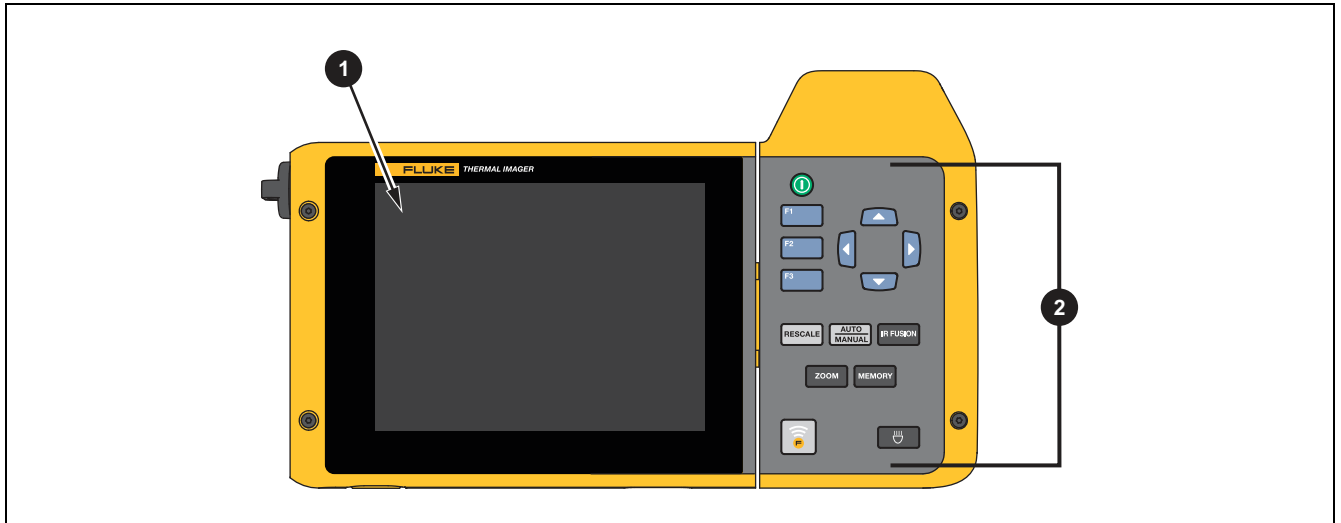 1
FLUKE THERMAL IMAGER
F1
F2
F3
2
RESCALE
AUTO
MANUAL
IR FUSION
ZOOM
MEMORY
F